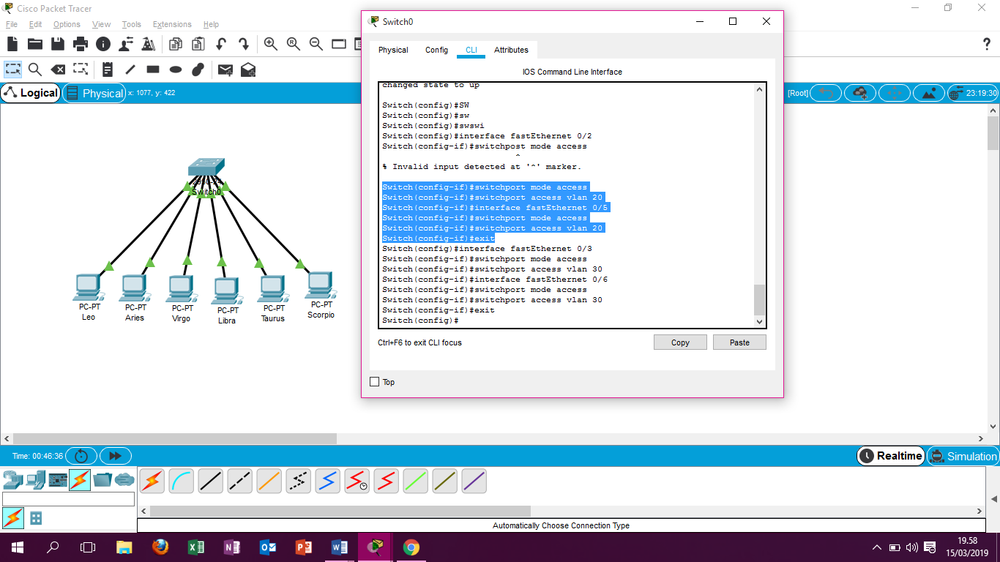 Cisco Packet Tracer
File Edit Options View Tools Extensions Help
Logical
Physical
x: 1077, y: 422
[Root]
23:19:30
Switch0
PC-PT
Leo
PC-PT
Aries
PC-PT
Virgo
PC-PT
Libra
PC-PT
Taurus
PC-PT
Scorpio
Switch0
Physical Config CLI Attributes
IOS Command Line Interface
changed state to up
Switch(config)#SW
Switch(config)#sw
Switch(config)#swswi
Switch(config)#interface fastEthernet 0/2
Switch(config-if)#switchpost mode access
^
% Invalid input detected at '^' marker.
Switch(config-if)#switchport mode access
Switch(config-if)#switchport access vlan 20
Switch(config-if)#interface fastEthernet 0/5
Switch(config-if)#switchport mode access
Switch(config-if)#switchport access vlan 20
Switch(config-if)#exit
Switch(config)#interface fastEthernet 0/3
Switch(config-if)#switchport mode access
Switch(config-if)#switchport access vlan 30
Switch(config-if)#interface fastEthernet 0/6
Switch(config-if)#switchport mode access
Switch(config-if)#switchport access vlan 30
Switch(config-if)#exit
Switch(config)#
Ctrl+F6 to exit CLI focus
Copy
Paste
Top
Time: 00:46:36
Realtime
Simulation
Automatically Choose Connection Type
19.58
15/03/2019